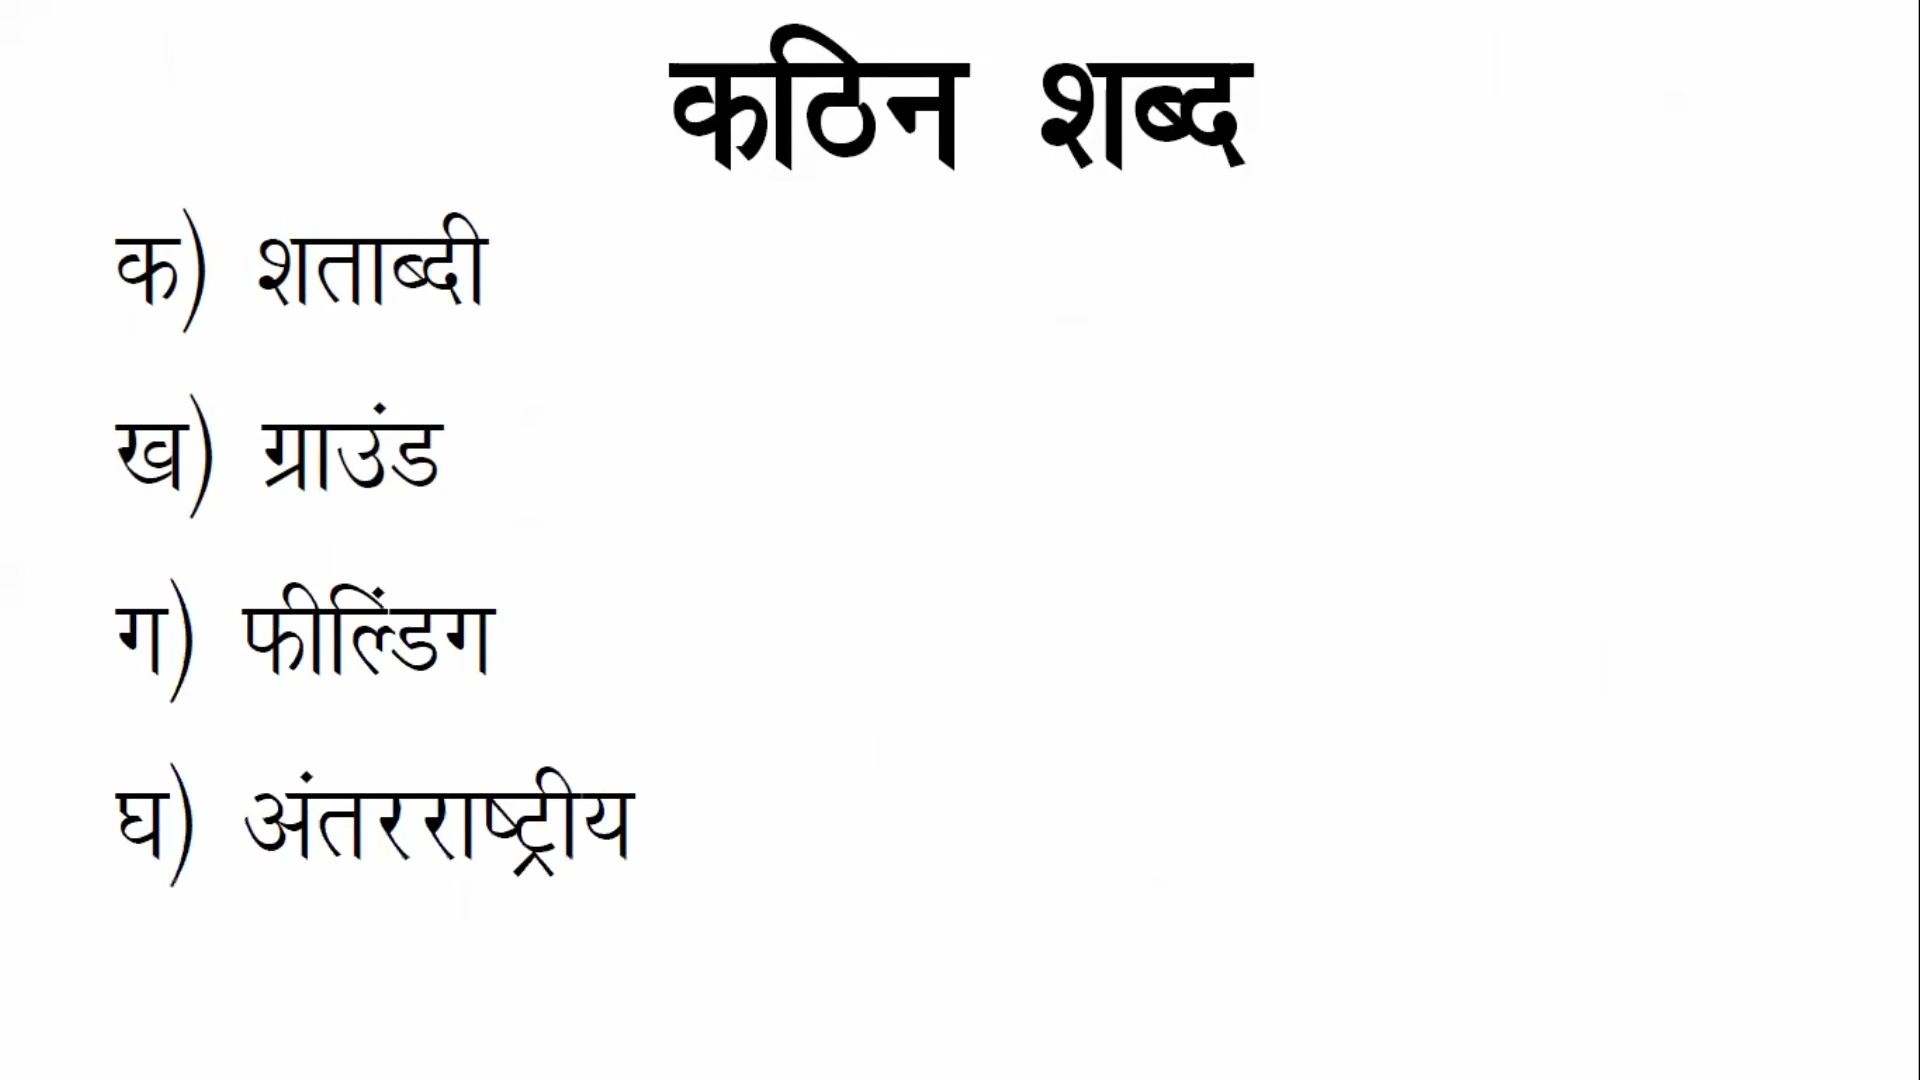 कठिन शब्द
क) शताब्दी
ख) ग्राउंड
ग) फील्डिंग
घ) अंतरराष्ट्रीय